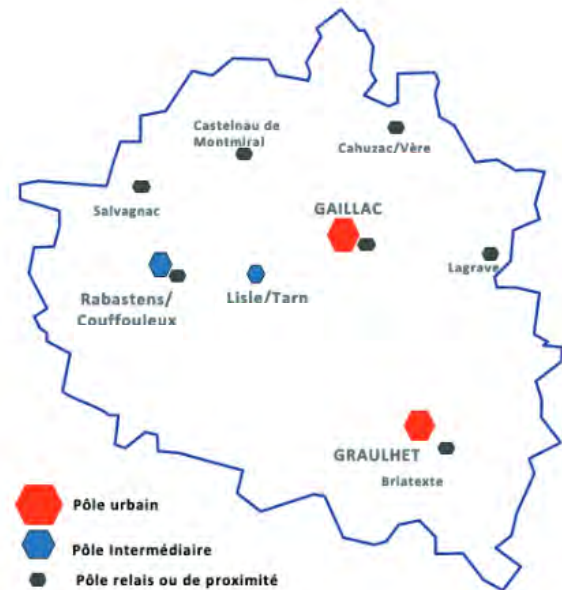 Castelnau de
Montmiral
Cahuzac/Vère
Salvagnac
GAILLAC
Lagrave
Rabastens/
Couffouleux
Lisle/Tarn
GRAULHET
Briatexte
Pôle urbain
Pôle Intermédiaire
Pôle relais ou de proximité